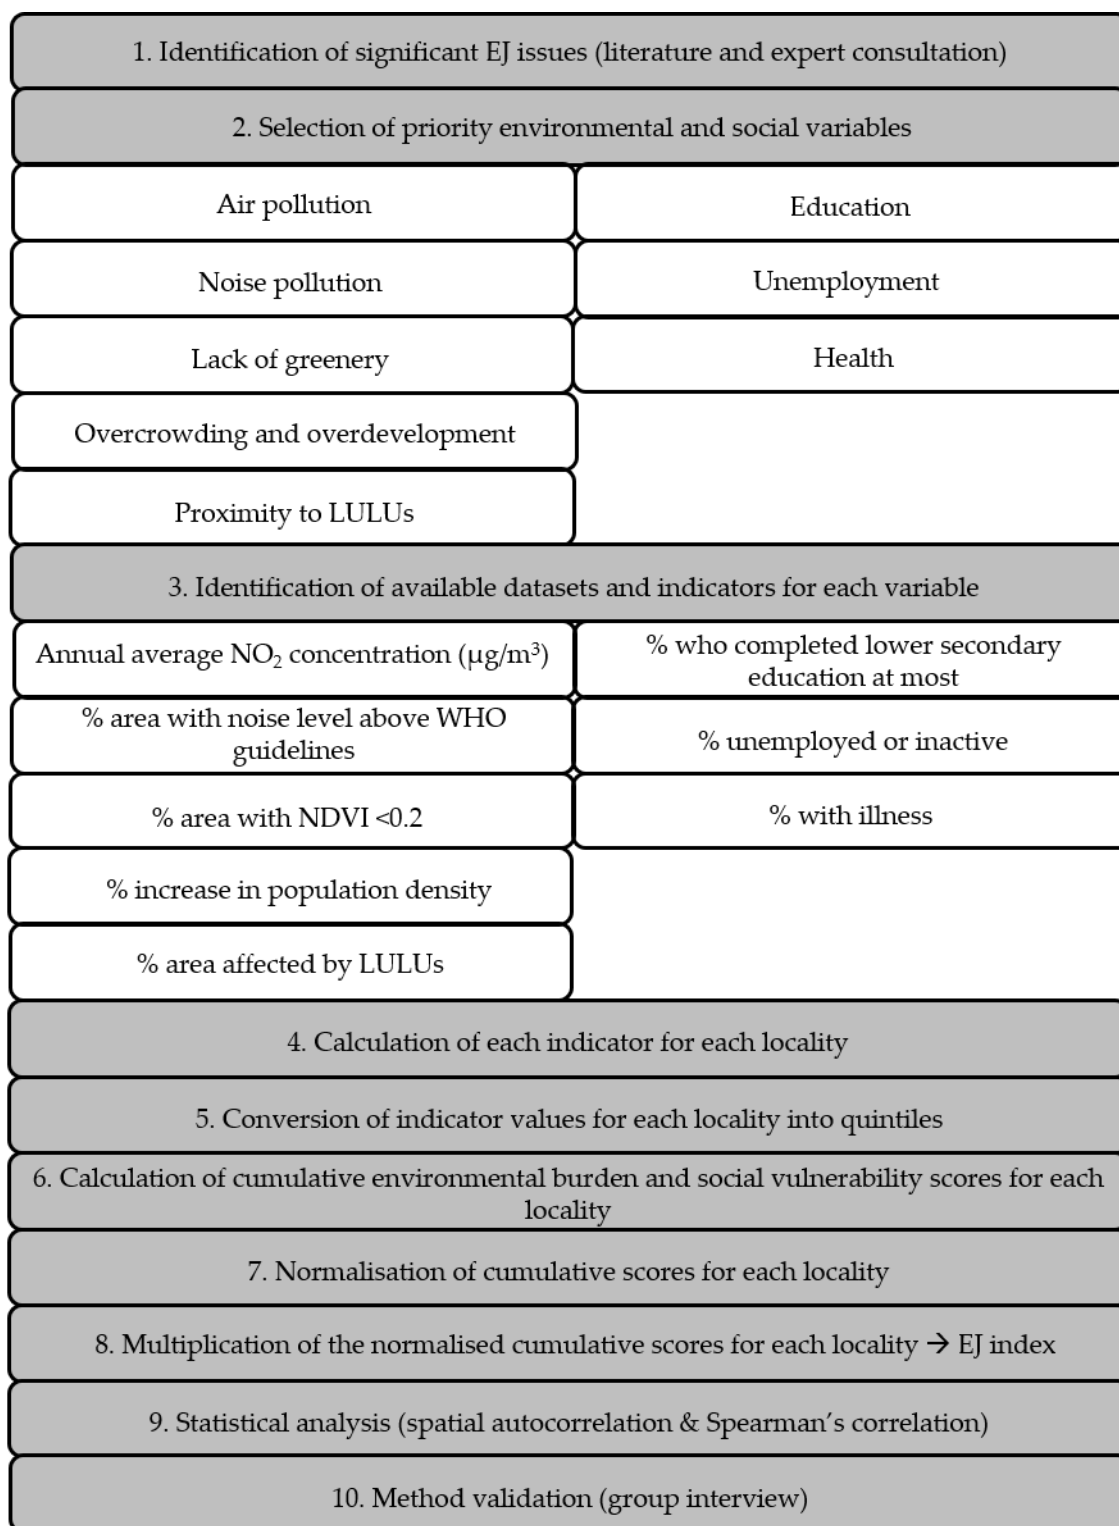 1. Identification of significant EJ issues (literature and expert consultation)
2. Selection of priority environmental and social variables
Air pollution
Education
Noise pollution
Unemployment
Lack of greenery
Health
Overcrowding and overdevelopment
Proximity to LULUs
3. Identification of available datasets and indicators for each variable
Annual average NO₂ concentration (µg/m³)
% who completed lower secondary
education at most
% area with noise level above WHO
guidelines
% unemployed or inactive
% area with NDVI <0.2
% with illness
% increase in population density
% area affected by LULUs
4. Calculation of each indicator for each locality
5. Conversion of indicator values for each locality into quintiles
6. Calculation of cumulative environmental burden and social vulnerability scores for each
locality
7. Normalisation of cumulative scores for each locality
8. Multiplication of the normalised cumulative scores for each locality → EJ index
9. Statistical analysis (spatial autocorrelation & Spearman's correlation)
10. Method validation (group interview)